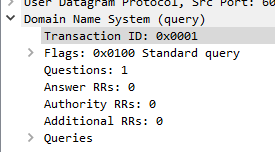 User Datagram Protocol, Src Port: 60
Domain Name System (query)
Transaction ID: 0x0001
Flags: 0x0100 Standard query
Questions: 1
Answer RRs: 0
Authority RRs: 0
Additional RRs: 0
Queries